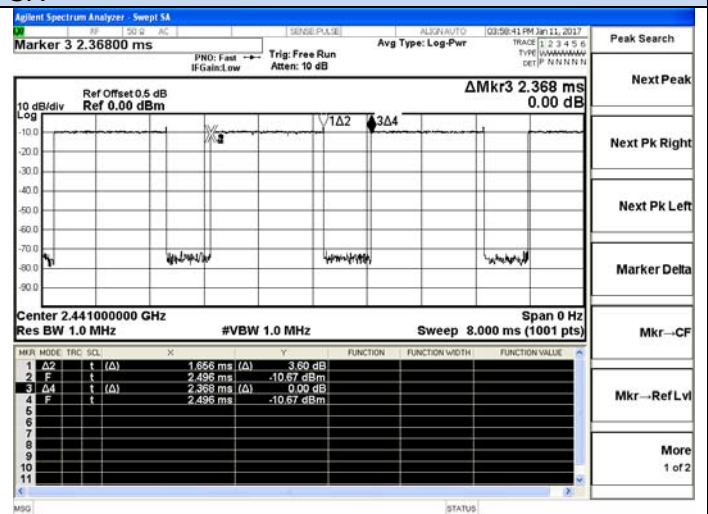 Agilent Spectrum Analyzer - Swept SA
RF 50 Ω AC SENSE:PULSE ALIGN AUTO 03:58:41 PM Jan 11, 2017
Marker 3 2.36800 ms
PNO: Fast Trig: Free Run
IFGain:Low Atten: 10 dB
Avg Type: Log-Pwr
TRACE 1 2 3 4 5 6
TYPE WWWWWW
DET P NNNNN
Peak Search
Ref Offset 0.5 dB
10 dB/div Ref 0.00 dBm
ΔMkr3 2.368 ms
0.00 dB
Log
1Δ2 3Δ4
-10.0
-20.0
-30.0
-40.0
-50.0
-60.0
-70.0
-80.0
-90.0
Center 2.441000000 GHz Span 0 Hz
Res BW 1.0 MHz #VBW 1.0 MHz Sweep 8.000 ms (1001 pts)
MKR MODE TRC SCL X Y FUNCTION FUNCTION WIDTH FUNCTION VALUE
1 Δ2 t (Δ) 1.656 ms (Δ) 3.60 dB
2 F t 2.496 ms -10.67 dBm
3 Δ4 t (Δ) 2.368 ms (Δ) 0.00 dB
4 F t 2.496 ms -10.67 dBm
5
6
7
8
9
10
11
MSG STATUS
Next Peak
Next Pk Right
Next Pk Left
Marker Delta
Mkr→CF
Mkr→Ref Lvl
More
1 of 2